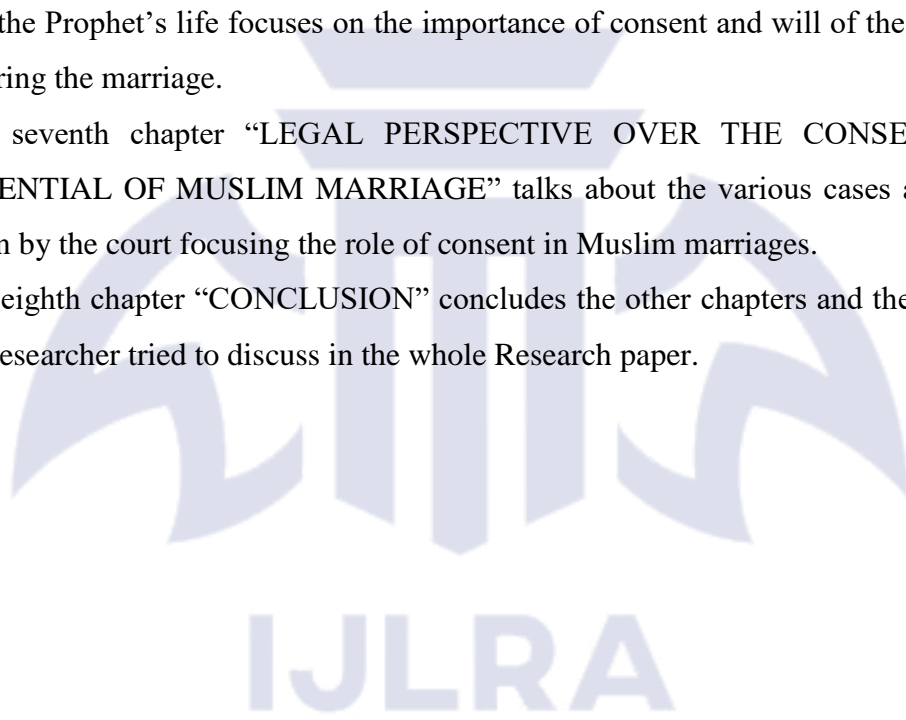 the Prophet’s life focuses on the importance of consent and will of the
ring the marriage.
seventh chapter “LEGAL PERSPECTIVE OVER THE CONSE
ENTIAL OF MUSLIM MARRIAGE” talks about the various cases a
n by the court focusing the role of consent in Muslim marriages.
eighth chapter “CONCLUSION” concludes the other chapters and the
esearcher tried to discuss in the whole Research paper.
IJLRA